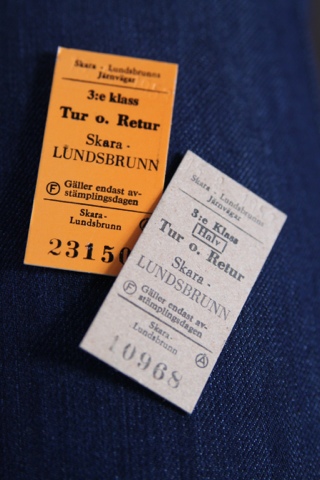 Skara - Lundsbrunns
Järnvägar
3:e klass
Tur o. Retur
Skara -
LUNDSBRUNN
F Gäller endast av-
stämplingsdagen
Skara-
Lundsbrunn
23150
Skara - Lundsbrunns
Järnvägar
3:e Klass
Halv
Tur o. Retur
Skara -
LUNDSBRUNN
F Gäller endast av-
stämplingsdagen
Skara-
Lundsbrunn
A
10968